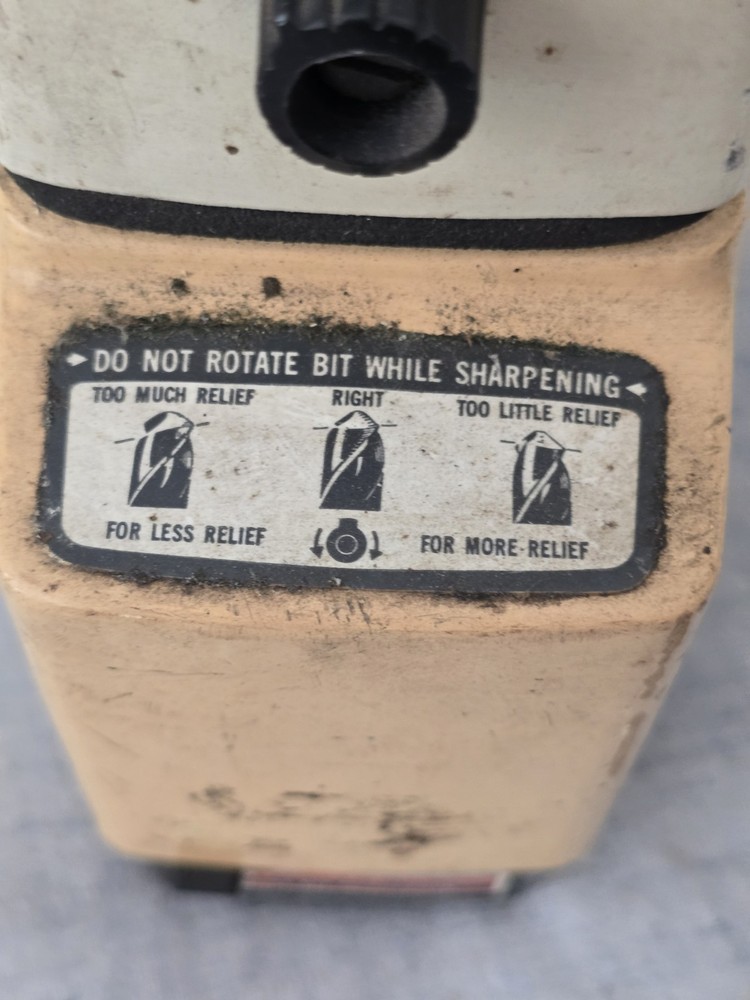 DO NOT ROTATE BIT WHILE SHARPENING
TOO MUCH RELIEF RIGHT TOO LITTLE RELIEF
FOR LESS RELIEF FOR MORE RELIEF